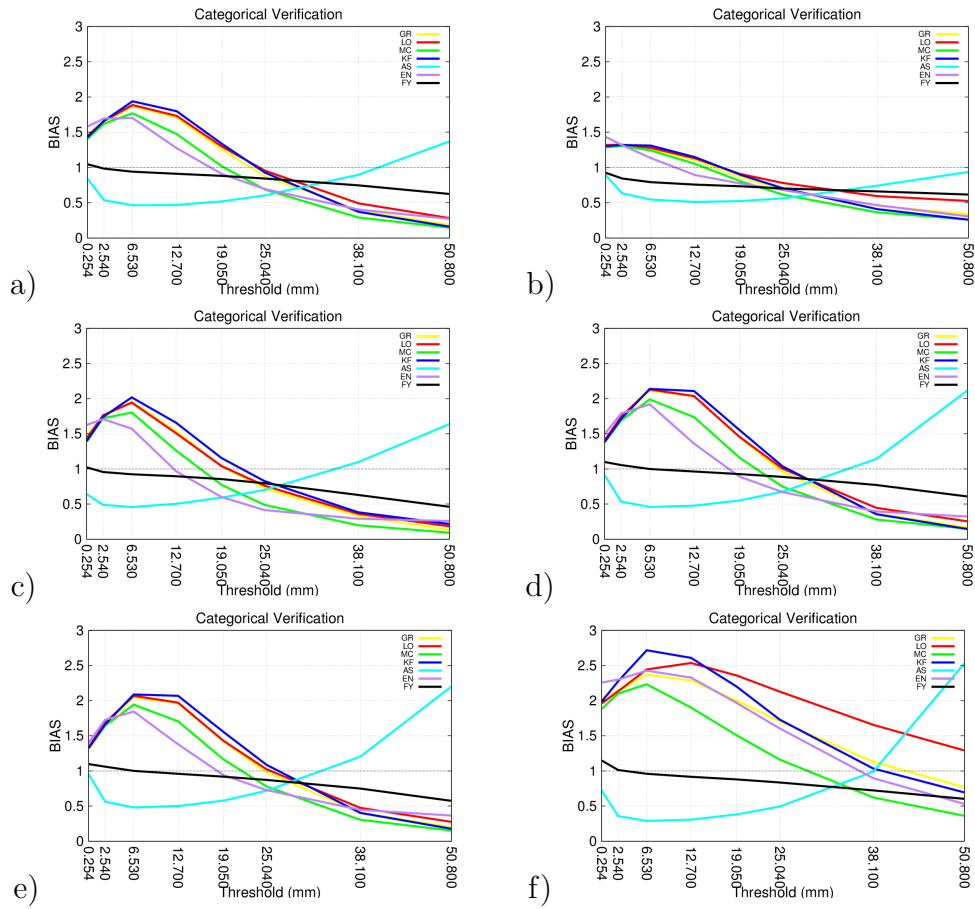 Categorical Verification
3
2.5
2
1.5
1
0.5
0
BIAS
GR
LO
MC
KF
AS
EN
FY
0.254
2.540
6.530
12.700
19.050
25.040
38.100
50.800
Threshold (mm)
a)
Categorical Verification
3
2.5
2
1.5
1
0.5
0
BIAS
GR
LO
MC
KF
AS
EN
FY
0.254
2.540
6.530
12.700
19.050
25.040
38.100
50.800
Threshold (mm)
b)
Categorical Verification
3
2.5
2
1.5
1
0.5
0
BIAS
GR
LO
MC
KF
AS
EN
FY
0.254
2.540
6.530
12.700
19.050
25.040
38.100
50.800
Threshold (mm)
c)
Categorical Verification
3
2.5
2
1.5
1
0.5
0
BIAS
GR
LO
MC
KF
AS
EN
FY
0.254
2.540
6.530
12.700
19.050
25.040
38.100
50.800
Threshold (mm)
d)
Categorical Verification
3
2.5
2
1.5
1
0.5
0
BIAS
GR
LO
MC
KF
AS
EN
FY
0.254
2.540
6.530
12.700
19.050
25.040
38.100
50.800
Threshold (mm)
e)
Categorical Verification
3
2.5
2
1.5
1
0.5
0
BIAS
GR
LO
MC
KF
AS
EN
FY
0.254
2.540
6.530
12.700
19.050
25.040
38.100
50.800
Threshold (mm)
f)